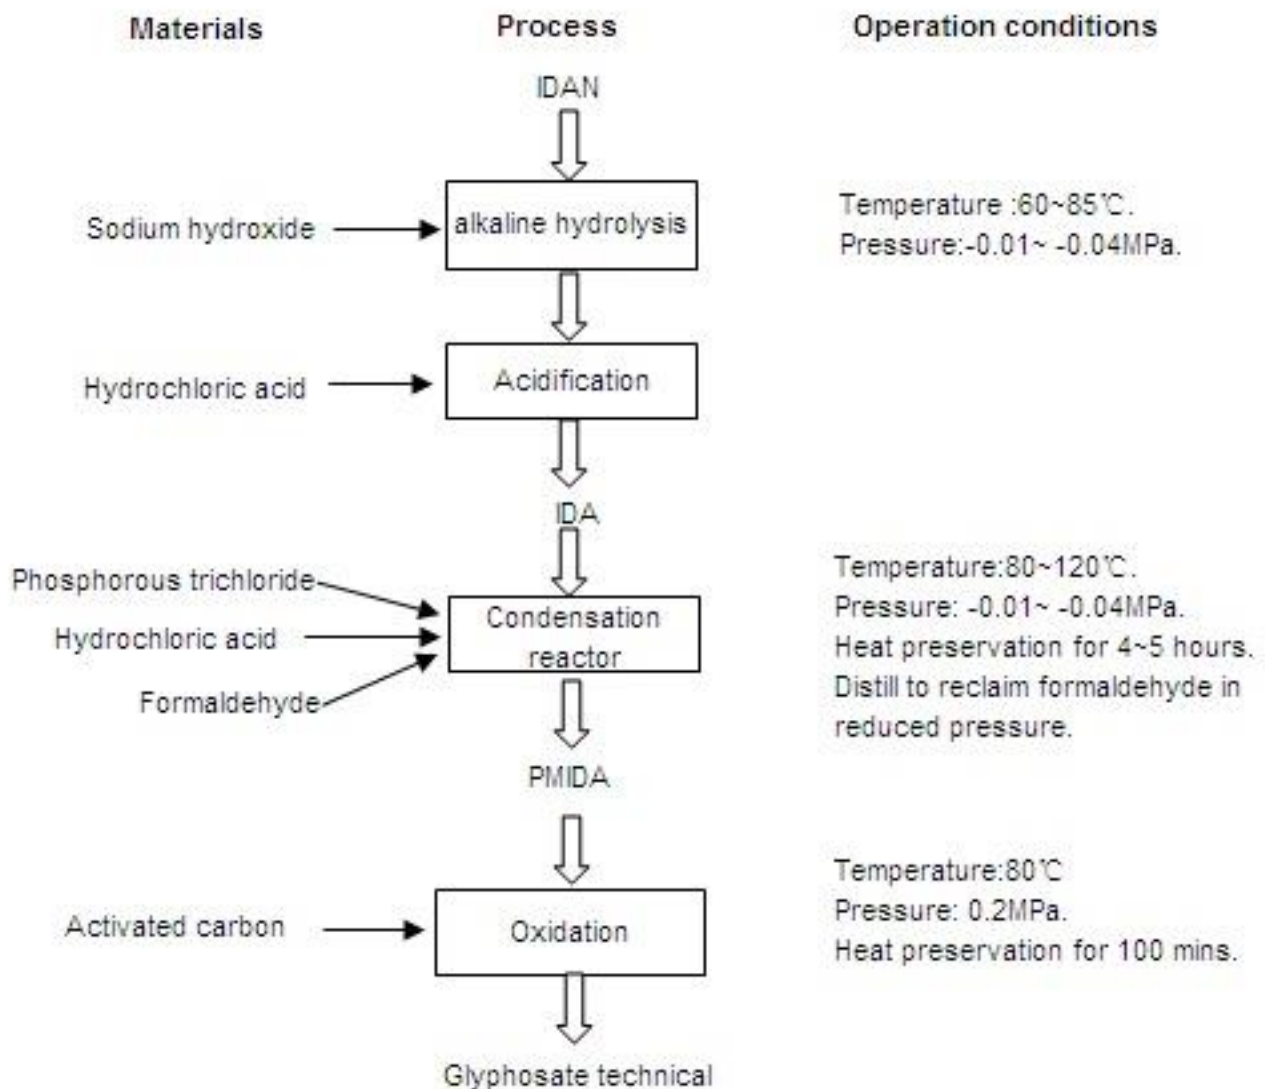 Materials
Process
Operation conditions
IDAN
Sodium hydroxide
alkaline hydrolysis
Temperature :60~85℃.
Pressure:-0.01~ -0.04MPa.
Hydrochloric acid
Acidification
IDA
Phosphorous trichloride
Hydrochloric acid
Formaldehyde
Condensation
reactor
Temperature:80~120℃.
Pressure: -0.01~ -0.04MPa.
Heat preservation for 4~5 hours.
Distill to reclaim formaldehyde in
reduced pressure.
PMIDA
Activated carbon
Oxidation
Temperature:80℃
Pressure: 0.2MPa.
Heat preservation for 100 mins.
Glyphosate technical